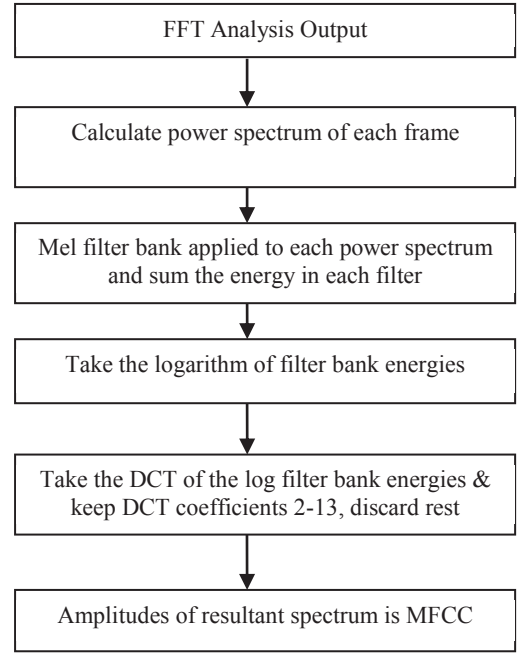 FFT Analysis Output
Calculate power spectrum of each frame
Mel filter bank applied to each power spectrum
and sum the energy in each filter
Take the logarithm of filter bank energies
Take the DCT of the log filter bank energies &
keep DCT coefficients 2-13, discard rest
Amplitudes of resultant spectrum is MFCC